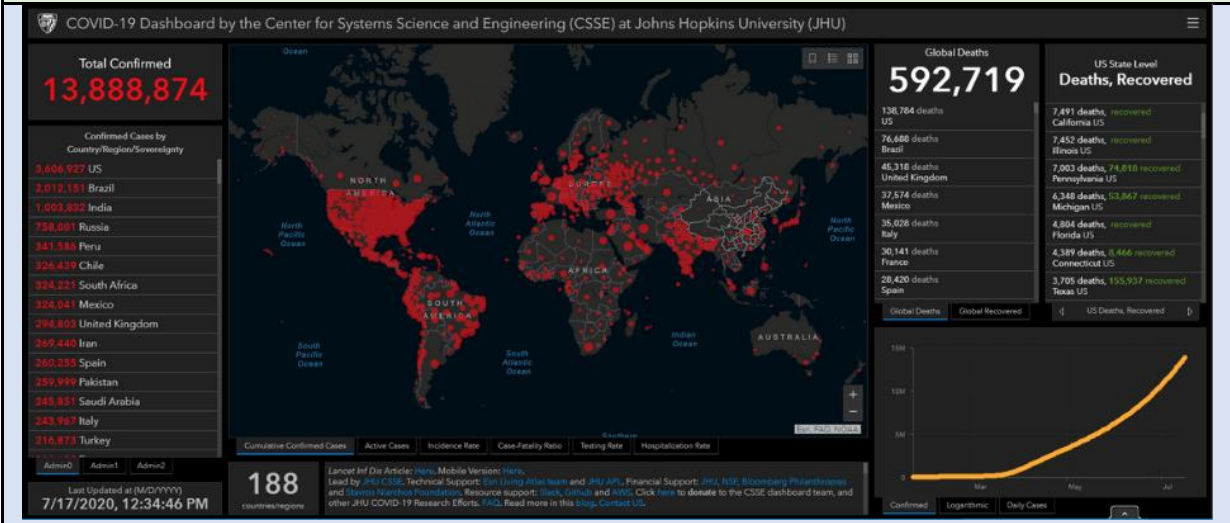 COVID-19 Dashboard by the Center for Systems Science and Engineering (CSSE) at Johns Hopkins University (JHU)
Total Confirmed
13,888,874
Confirmed Cases by
Country/Region/Sovereignty
3,606,927 US
2,012,151 Brazil
1,003,832 India
758,001 Russia
341,586 Peru
326,439 Chile
324,221 South Africa
324,041 Mexico
294,803 United Kingdom
269,440 Iran
260,255 Spain
259,999 Pakistan
245,851 Saudi Arabia
243,967 Italy
216,873 Turkey
Admin0 Admin1 Admin2
Last Updated at (M/D/YYYY)
7/17/2020, 12:34:46 PM
Ocean
NORTH
AMERICA
North
Pacific
Ocean
North
Atlantic
Ocean
EUROPE
ASIA
North
Pacific
Ocean
AFRICA
SOUTH
AMERICA
Indian
Ocean
AUSTRALIA
South
Pacific
Ocean
South
Atlantic
Ocean
Southern
+
−
Esri, FAO, NOAA
Cumulative Confirmed Cases Active Cases Incidence Rate Case-Fatality Ratio Testing Rate Hospitalization Rate
188
countries/regions
Lancet Inf Dis Article: Here. Mobile Version: Here.
Lead by JHU CSSE. Technical Support: Esri Living Atlas team and JHU APL. Financial Support: JHU, NSF, Bloomberg Philanthropies
and Stavros Niarchos Foundation. Resource support: Slack, Github and AWS. Click here to donate to the CSSE dashboard team, and
other JHU COVID-19 Research Efforts. FAQ. Read more in this blog. Contact US.
Global Deaths
592,719
138,784 deaths
US
76,688 deaths
Brazil
45,318 deaths
United Kingdom
37,574 deaths
Mexico
35,028 deaths
Italy
30,141 deaths
France
28,420 deaths
Spain
Global Deaths Global Recovered
US State Level
Deaths, Recovered
7,491 deaths, recovered
California US
7,452 deaths, recovered
Illinois US
7,003 deaths, 74,818 recovered
Pennsylvania US
6,348 deaths, 53,867 recovered
Michigan US
4,804 deaths, recovered
Florida US
4,389 deaths, 8,466 recovered
Connecticut US
3,705 deaths, 155,937 recovered
Texas US
US Deaths, Recovered
15M
10M
5M
0
Mar May Jul
Confirmed Logarithmic Daily Cases